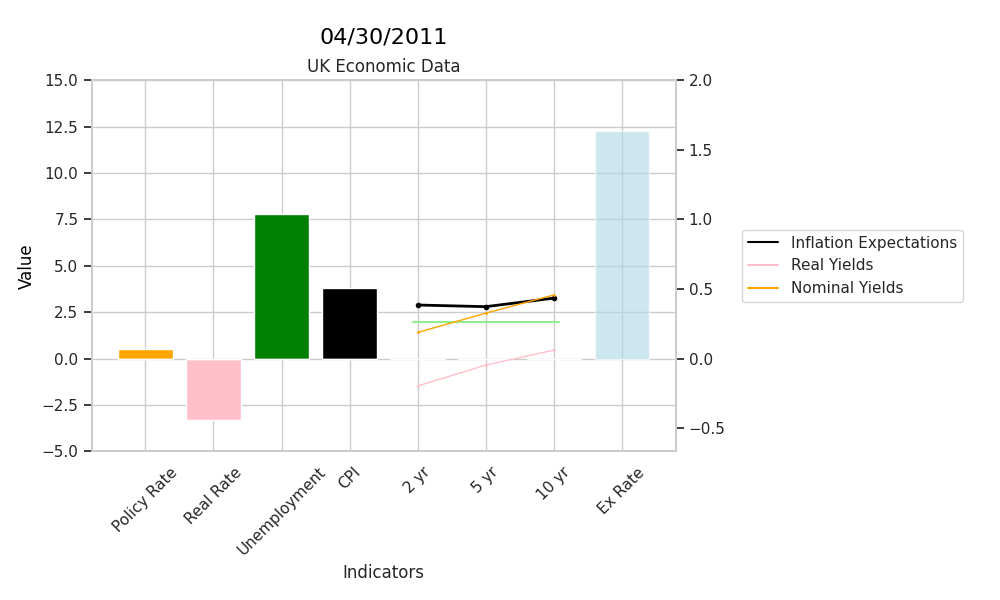 04/30/2011
UK Economic Data
15.0
12.5
10.0
7.5
5.0
2.5
0.0
−2.5
−5.0
Value
2.0
1.5
1.0
0.5
0.0
−0.5
Inflation Expectations
Real Yields
Nominal Yields
Policy Rate
Real Rate
Unemployment
CPI
2 yr
5 yr
10 yr
Ex Rate
Indicators